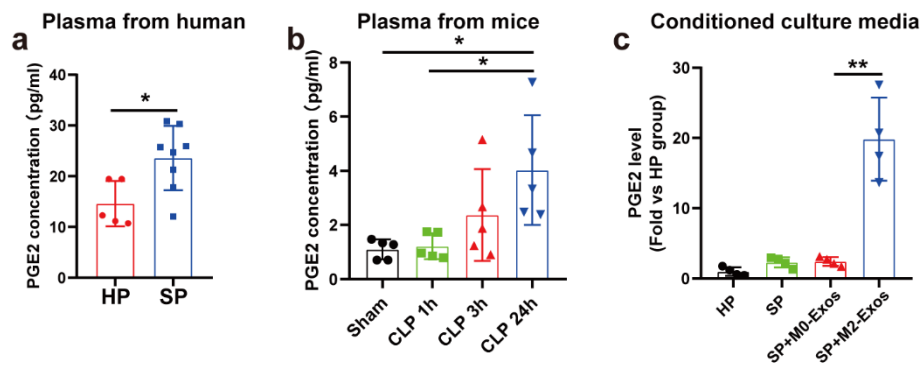 a
Plasma from human
PGE2 concentration (pg/ml)
40
30
20
10
0
*
HP
SP
b
Plasma from mice
PGE2 concentration (pg/ml)
8
6
4
2
0
*
*
Sham
CLP 1h
CLP 3h
CLP 24h
c
Conditioned culture media
PGE2 level
(Fold vs HP group)
30
20
10
0
**
HP
SP
SP+M0-Exos
SP+M2-Exos